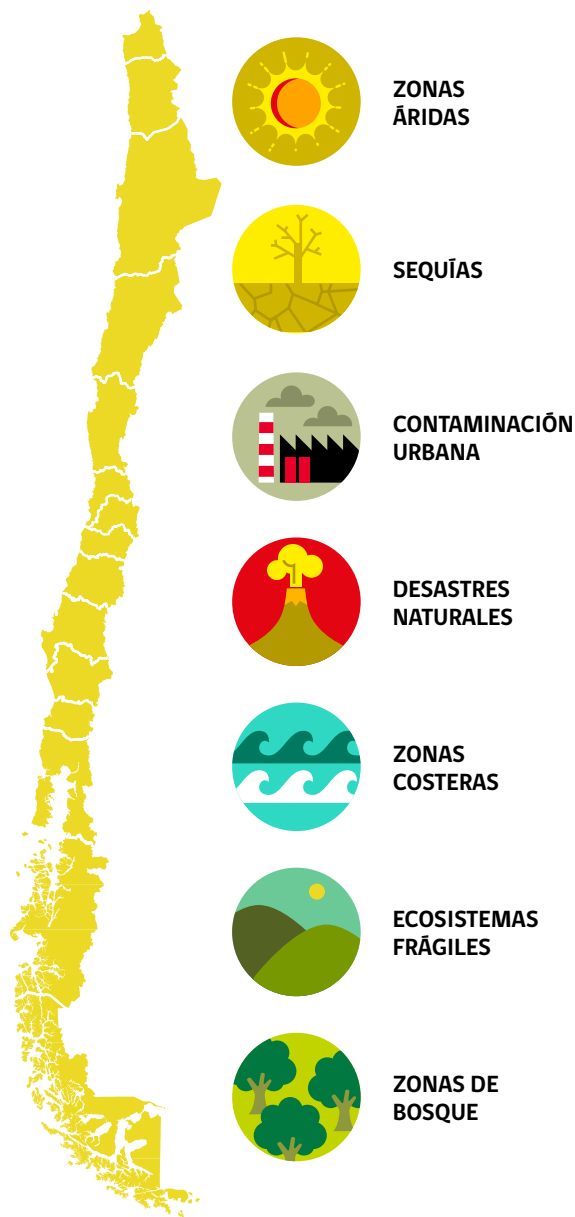 ZONAS
ÁRIDAS
SEQUÍAS
CONTAMINACIÓN
URBANA
DESASTRES
NATURALES
ZONAS
COSTERAS
ECOSISTEMAS
FRÁGILES
ZONAS DE
BOSQUE